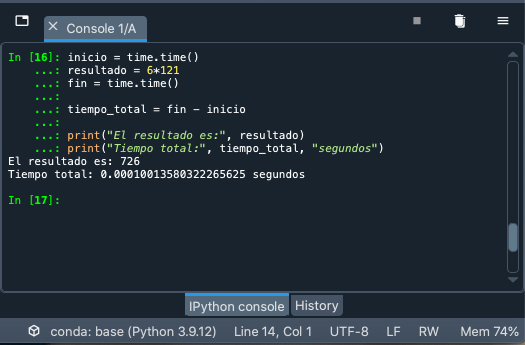 Console 1/A
In [16]: inicio = time.time()
...: resultado = 6*121
...: fin = time.time()
...:
...: tiempo_total = fin - inicio
...:
...: print("El resultado es:", resultado)
...: print("Tiempo total:", tiempo_total, "segundos")
El resultado es: 726
Tiempo total: 0.00010013580322265625 segundos
In [17]:
IPython console History
conda: base (Python 3.9.12) Line 14, Col 1 UTF-8 LF RW Mem 74%